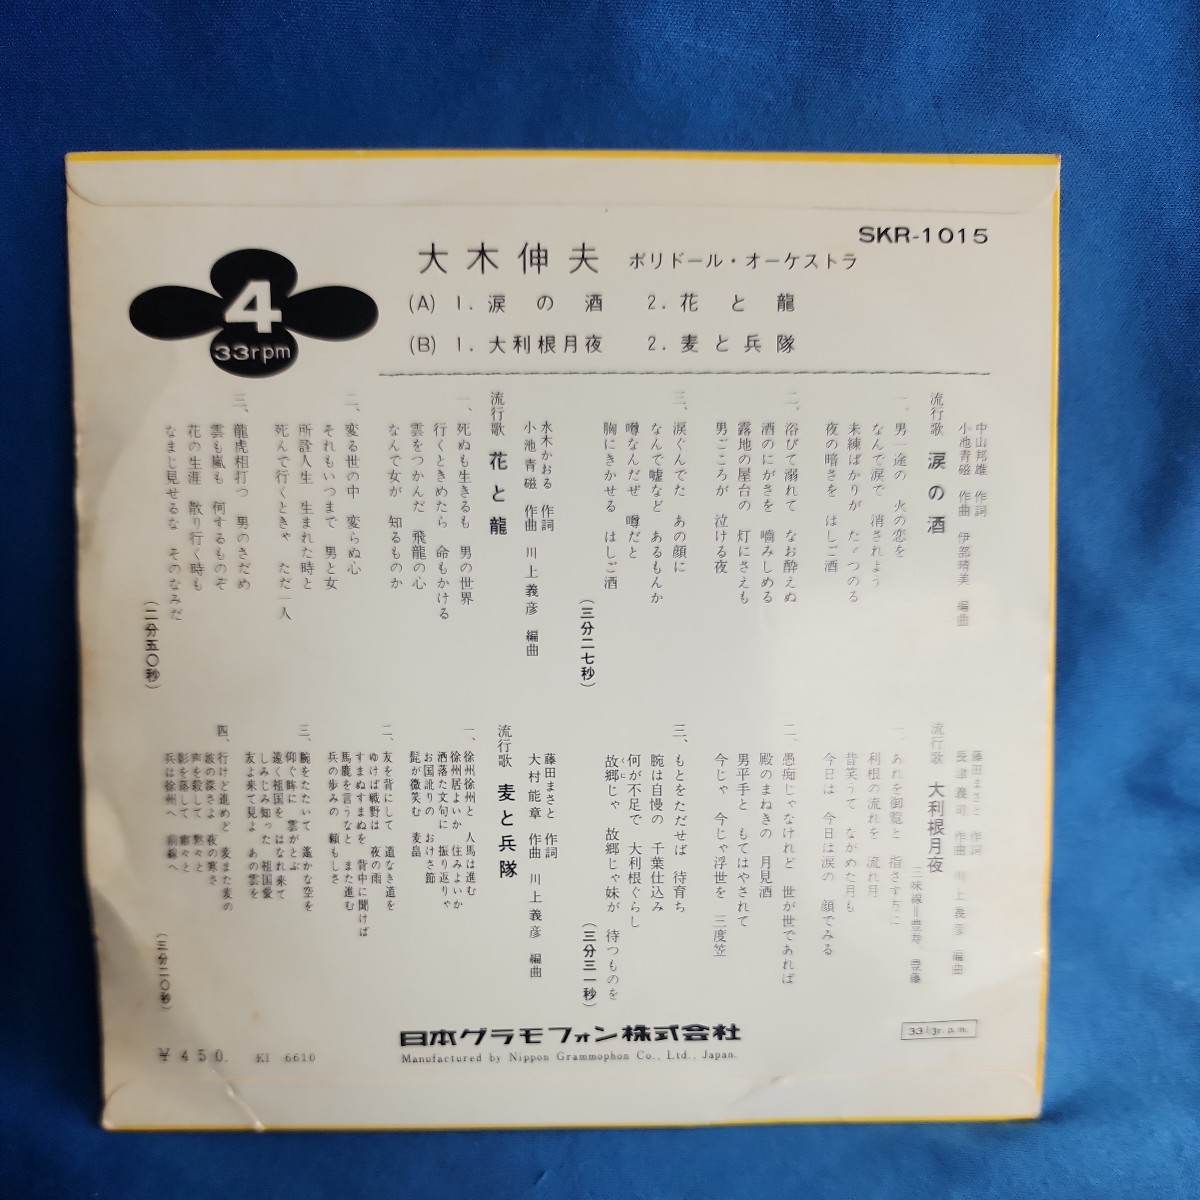 SKR-1015
大木伸夫 ポリドール・オーケストラ
(A) 1. 涙の酒 2. 花と龍
(B) 1. 大利根月夜 2. 麦と兵隊
4
33rpm
中山邦雄 作詞
小池青磁 作曲 伊部晴美 編曲
流行歌 涙の酒
一、男一途の 火の恋を
なんで涙で 消されよう
未練ばかりが たゞつのる
夜の暗さを はしご酒
二、浴びて溺れて なお酔えぬ
酒のにがさを 嚙みしめる
露地の屋台の 灯にさえも
男ごころが 泣ける夜
三、涙ぐんでた あの顔に
なんで嘘など あるもんか
噂なんだぜ 噂だと
胸にきかせる はしご酒
(三分二七秒)
水木かおる 作詞
小池青磁 作曲 川上義彦 編曲
流行歌 花と龍
一、死ぬも生きるも 男の世界
行くときめたら 命もかける
雲をつかんだ 飛龍の心
なんで女が 知るものか
二、変る世の中 変らぬ心
それもいつまで 男と女
所詮人生 生まれた時と
死んで行くときゃ たゞ一人
三、龍虎相打つ 男のさだめ
雲も嵐も 何するものぞ
花の生涯 散り行く時も
なまじ見せるな そのなみだ
(二分五〇秒)
藤田まさと 作詞
長津義司 作曲 川上義彦 編曲
流行歌 大利根月夜
三味線=豊寿、豊藤
一、あれを御覧と 指さす方に
利根の流れを 流れ月
昔笑うて ながめた月も
今日は 今日は涙の 顔でみる
二、愚痴じゃなけれど 世が世であれば
殿のまねきの 月見酒
男平手と もてはやされて
今じゃ 今じゃ浮世を 三度笠
三、もとをただせば 待育ち
腕は自慢の 千葉仕込み
何が不足で 大利根ぐらし
故郷じゃ 故郷じゃ妹が 待つものを
(三分三一秒)
藤田まさと 作詞
大村能章 作曲 川上義彦 編曲
流行歌 麦と兵隊
一、徐州徐州と 人馬は進む
徐州居よいか 住みよいか
洒落た文句に 振り返りゃ
お国訛りの おけさ節
髭が微笑む 麦畠
二、友を背にして 道なき道を
ゆけば戦野は 夜の雨
すまぬすまぬを 背中に聞けば
馬鹿を言うなと また進む
兵の歩みの 頼もしさ
三、腕をたたいて 遥かな空を
仰ぐ眸に 雲がとぶ
遠く祖国を はなれ来て
しみじみ知った 祖国愛
友よ来て見よ あの雲を
四、行けど進めど 麦また麦の
波の深さよ 夜の寒さ
声を殺して 黙々と
影を落して 粛々と
兵は徐州へ 前線へ
(三分二〇秒)
日本グラモフォン株式会社
Manufactured by Nippon Grammophon Co., Ltd., Japan.
¥450. KI 6610
33 1/3r.p.m.